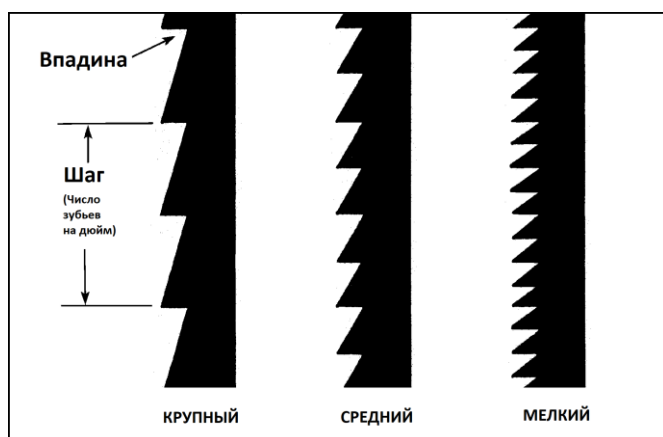 Впадина
Шаг
(Число
зубьев
на дюйм)
КРУПНЫЙ
СРЕДНИЙ
МЕЛКИЙ